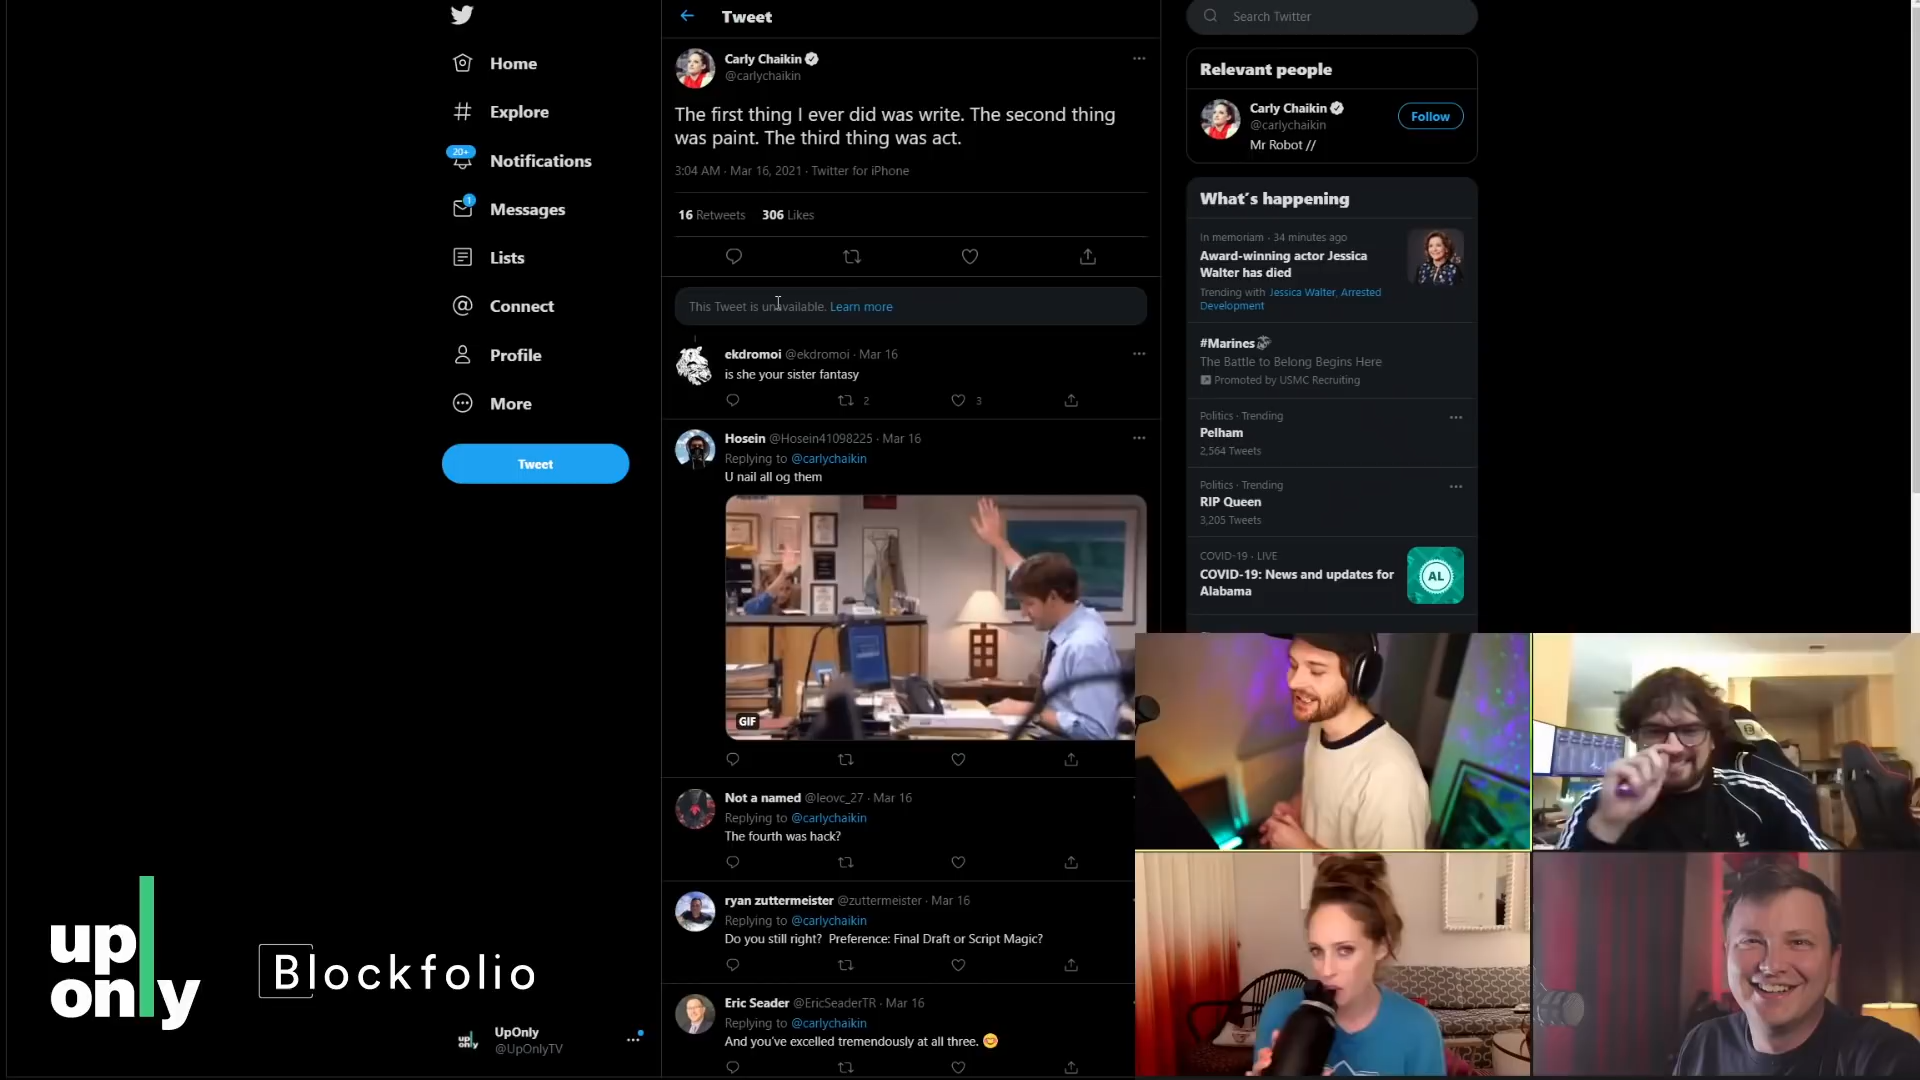 Home
Explore
20+
Notifications
1
Messages
Lists
Connect
Profile
More
Tweet
up
only
Blockfolio
UpOnly
@UpOnlyTV
Tweet
Carly Chaikin
@carlychaikin
The first thing I ever did was write. The second thing
was paint. The third thing was act.
3:04 AM · Mar 16, 2021 · Twitter for iPhone
16 Retweets 306 Likes
This Tweet is unavailable. Learn more
ekdromoi @ekdromoi · Mar 16
is she your sister fantasy
2 3
Hosein @Hosein41098225 · Mar 16
Replying to @carlychaikin
U nail all og them
GIF
Not a named @leovc_27 · Mar 16
Replying to @carlychaikin
The fourth was hack?
ryan zuttermeister @zuttermeister · Mar 16
Replying to @carlychaikin
Do you still right? Preference: Final Draft or Script Magic?
Eric Seader @EricSeaderTR · Mar 16
Replying to @carlychaikin
And you've excelled tremendously at all three. 😊
Search Twitter
Relevant people
Carly Chaikin
@carlychaikin
Follow
Mr Robot //
What's happening
In memoriam · 34 minutes ago
Award-winning actor Jessica
Walter has died
Trending with Jessica Walter, Arrested
Development
#Marines
The Battle to Belong Begins Here
Promoted by USMC Recruiting
Politics · Trending
Pelham
2,564 Tweets
Politics · Trending
RIP Queen
3,205 Tweets
COVID-19 · LIVE
COVID-19: News and updates for
Alabama
AL